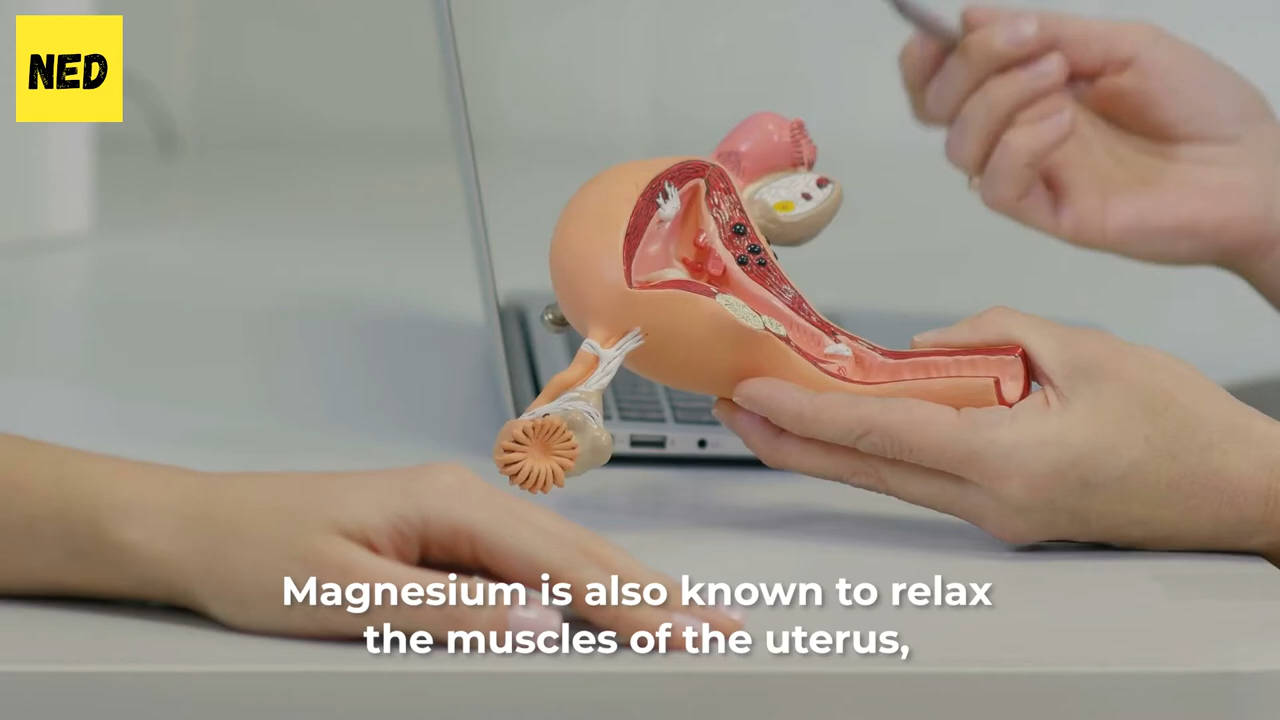 NED
Magnesium is also known to relax
the muscles of the uterus,